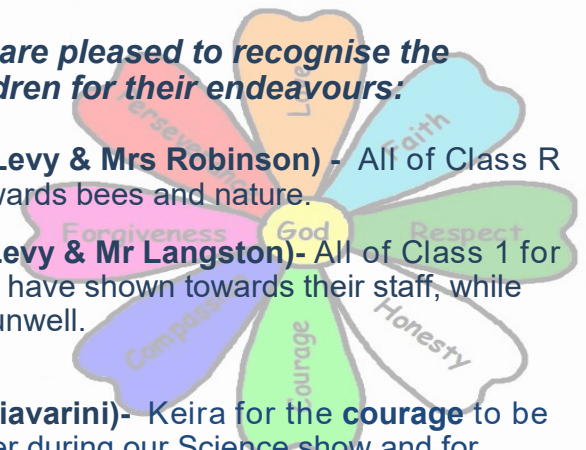 are pleased to recognise the
dren for their endeavours:
Levy & Mrs Robinson) - All of Class R
wards bees and nature.
evy & Mr Langston)- All of Class 1 for
have shown towards their staff, while
unwell.
iavarini)- Keira for the courage to be
er during our Science show and for
Love
Perseverance
Faith
Forgiveness
God
Respect
Compassion
Courage
Honesty